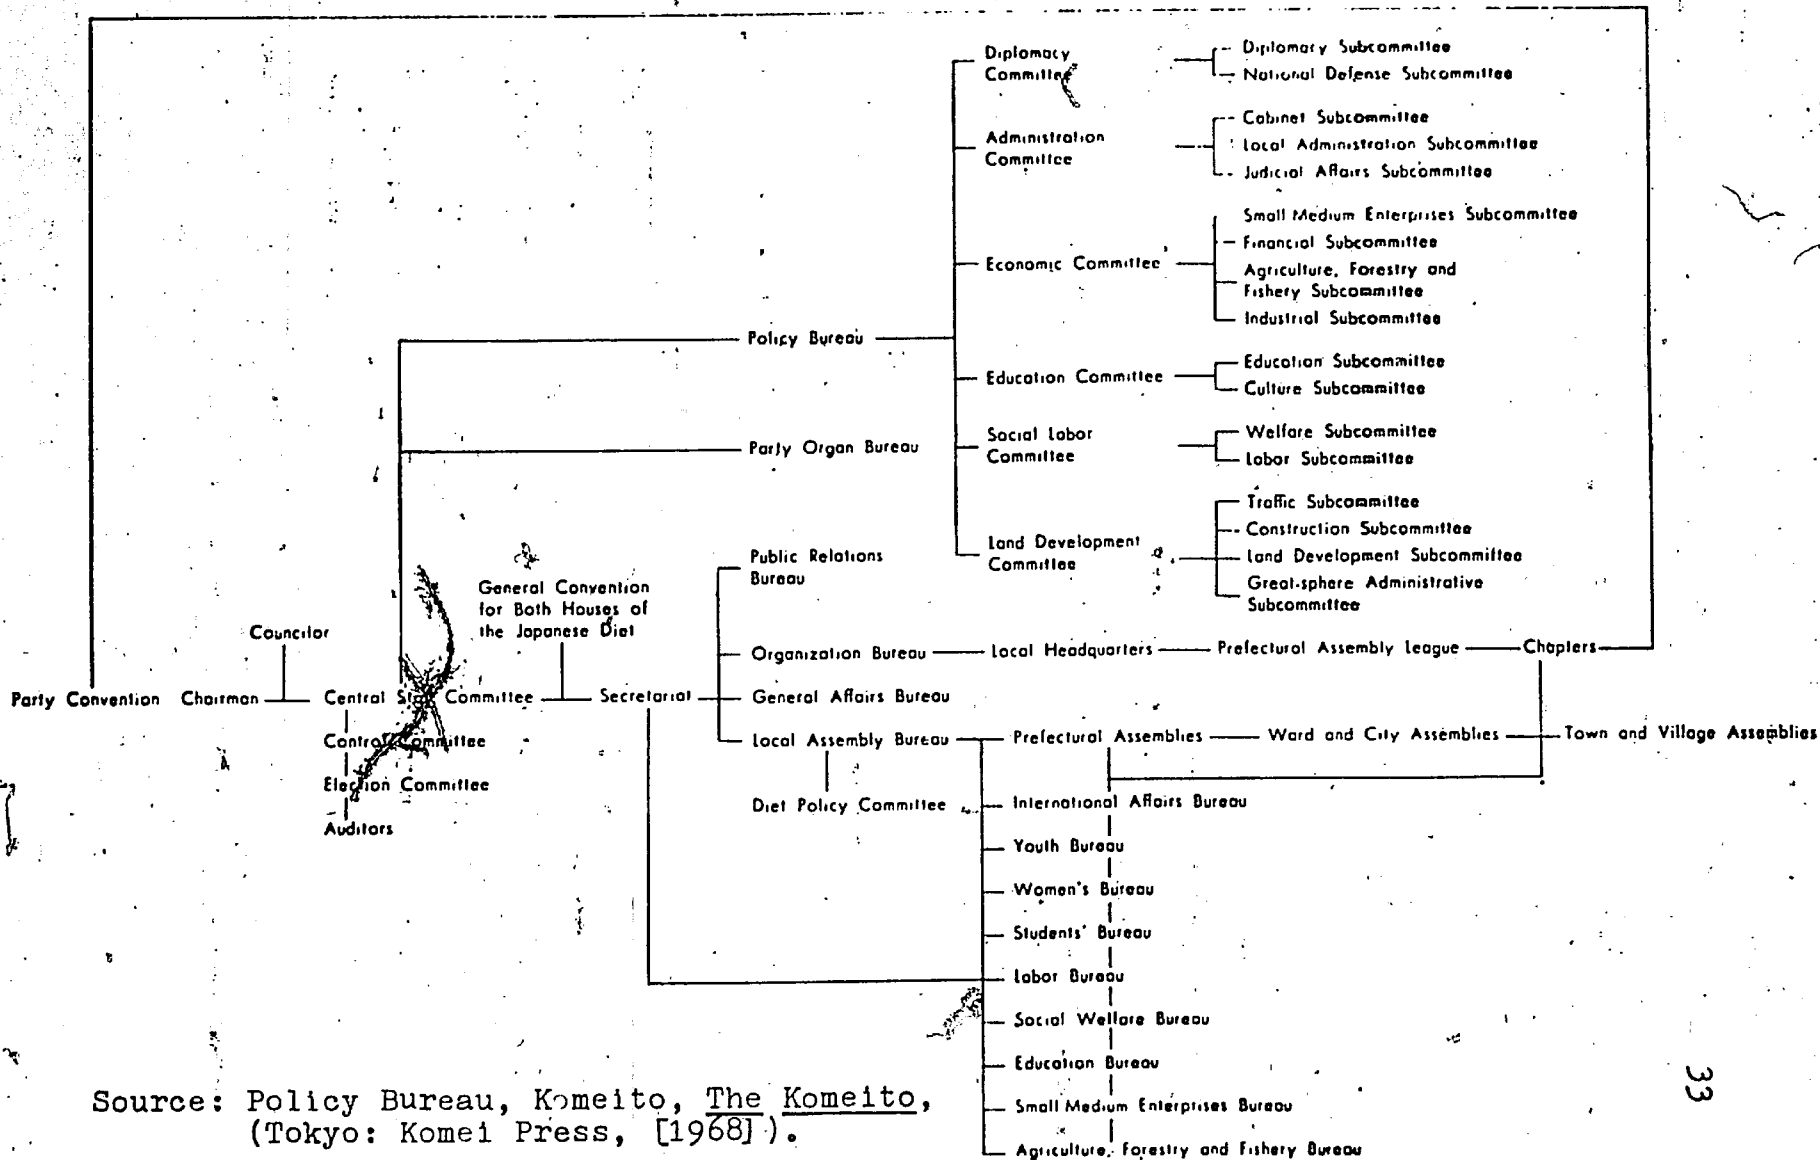 Diplomacy
Committee
Diplomacy Subcommittee
National Defense Subcommittee
Administration
Committee
Cabinet Subcommittee
Local Administration Subcommittee
Judicial Affairs Subcommittee
Economic Committee
Small Medium Enterprises Subcommittee
Financial Subcommittee
Agriculture, Forestry and
Fishery Subcommittee
Industrial Subcommittee
Policy Bureau
Education Committee
Education Subcommittee
Culture Subcommittee
Party Organ Bureau
Social Labor
Committee
Welfare Subcommittee
Labor Subcommittee
Land Development
Committee
Traffic Subcommittee
Construction Subcommittee
Land Development Subcommittee
Great-sphere Administrative
Subcommittee
Public Relations
Bureau
General Convention
for Both Houses of
the Japanese Diet
Councilor
Organization Bureau
Local Headquarters
Prefectural Assembly League
Chapters
Party Convention
Chairman
Central Committee
Secretariat
General Affairs Bureau
Control Committee
Local Assembly Bureau
Prefectural Assemblies
Ward and City Assemblies
Town and Village Assemblies
Election Committee
Diet Policy Committee
International Affairs Bureau
Auditors
Youth Bureau
Women's Bureau
Students' Bureau
Labor Bureau
Social Welfare Bureau
Education Bureau
Small Medium Enterprises Bureau
Agriculture, Forestry and Fishery Bureau
Source: Policy Bureau, Komeito, The Komeito,
(Tokyo: Komei Press, [1968]).
33